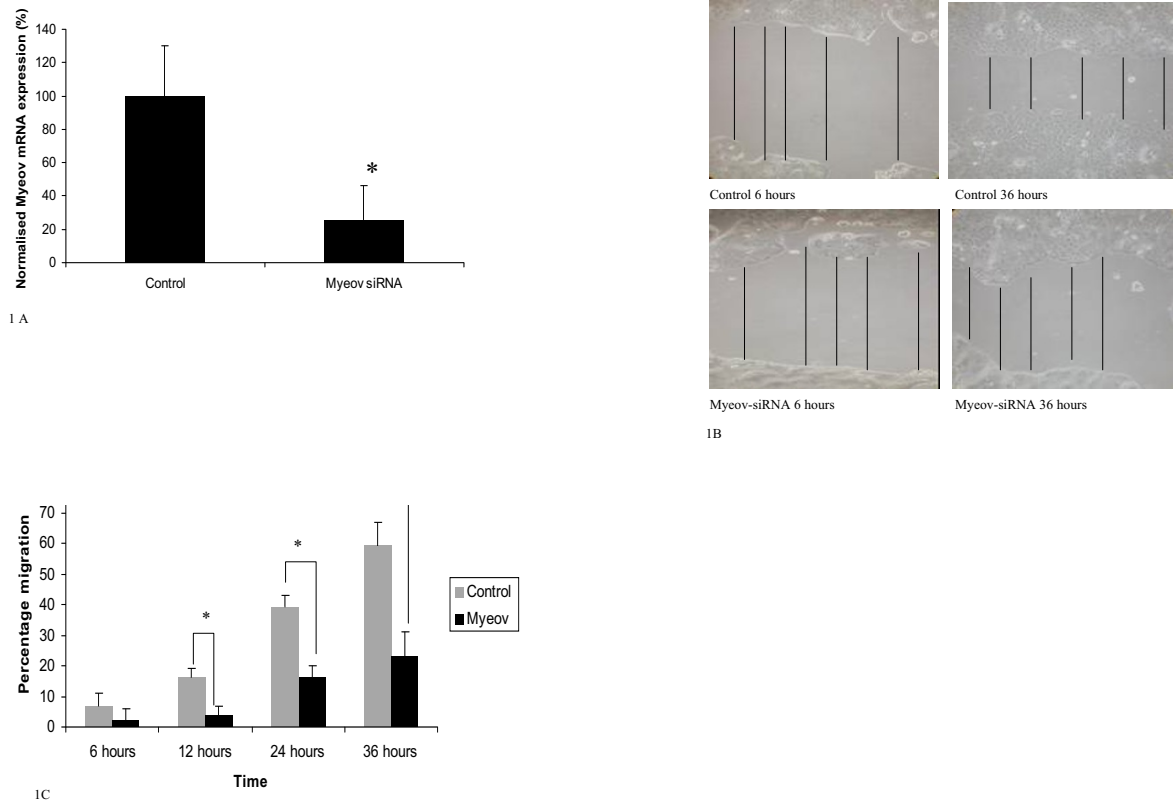 Normalised Myeov mRNA expression (%)
140
120
100
80
60
40
20
0
*
Control
Myeov siRNA
1 A
Control 6 hours
Control 36 hours
Myeov-siRNA 6 hours
Myeov-siRNA 36 hours
1B
Percentage migration
70
60
50
40
30
20
10
0
*
*
Control
Myeov
6 hours
12 hours
24 hours
36 hours
Time
1C